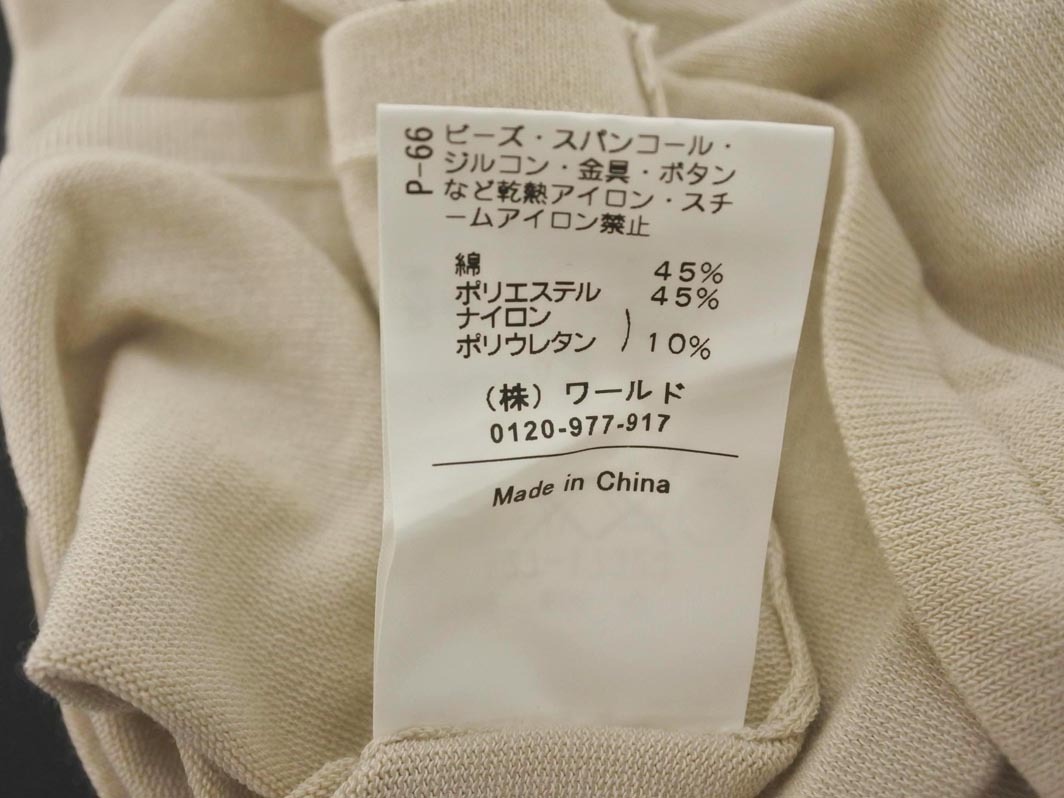 P-66
ビーズ・スパンコール・
ジルコン・金具・ボタン
など乾熱アイロン・スチ
ームアイロン禁止
綿 45%
ポリエステル 45%
ナイロン
ポリウレタン ) 10%
(株) ワールド
0120-977-917
Made in China